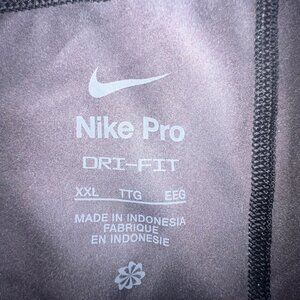 Nike Pro
DRI-FIT
XXL TTG EEG
MADE IN INDONESIA
FABRIQUE
EN INDONESIE